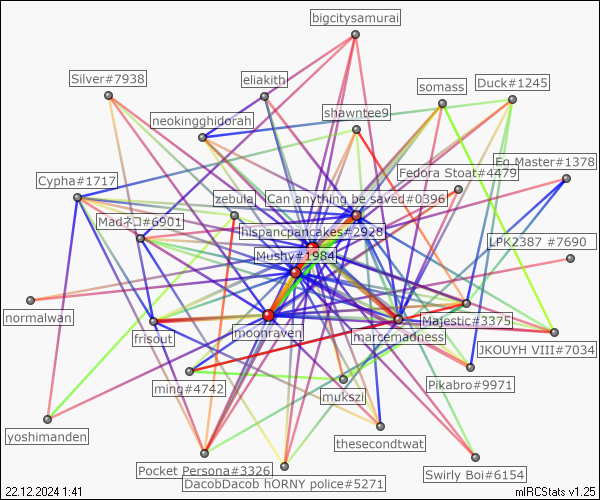 bigcitysamurai
Silver#7938
eliakith
somass
Duck#1245
neokingghidorah
shawntee9
Eg.Master#1378
Fedora Stoat#4479
Cypha#1717
zebula
Can anything be saved#0396
Madネコ#6901
hispancpancakes#2928
LPK2387 #7690
Mushy#1984
normalwan
frisout
moonraven
marcemadness
Majestic#3375
JKOUYH VIII#7034
ming#4742
mukszi
Pikabro#9971
yoshimanden
thesecondtwat
Pocket Persona#3326
DacobDacob hORNY police#5271
Swirly Boi#6154
22.12.2024 1:41
mIRCStats v1.25